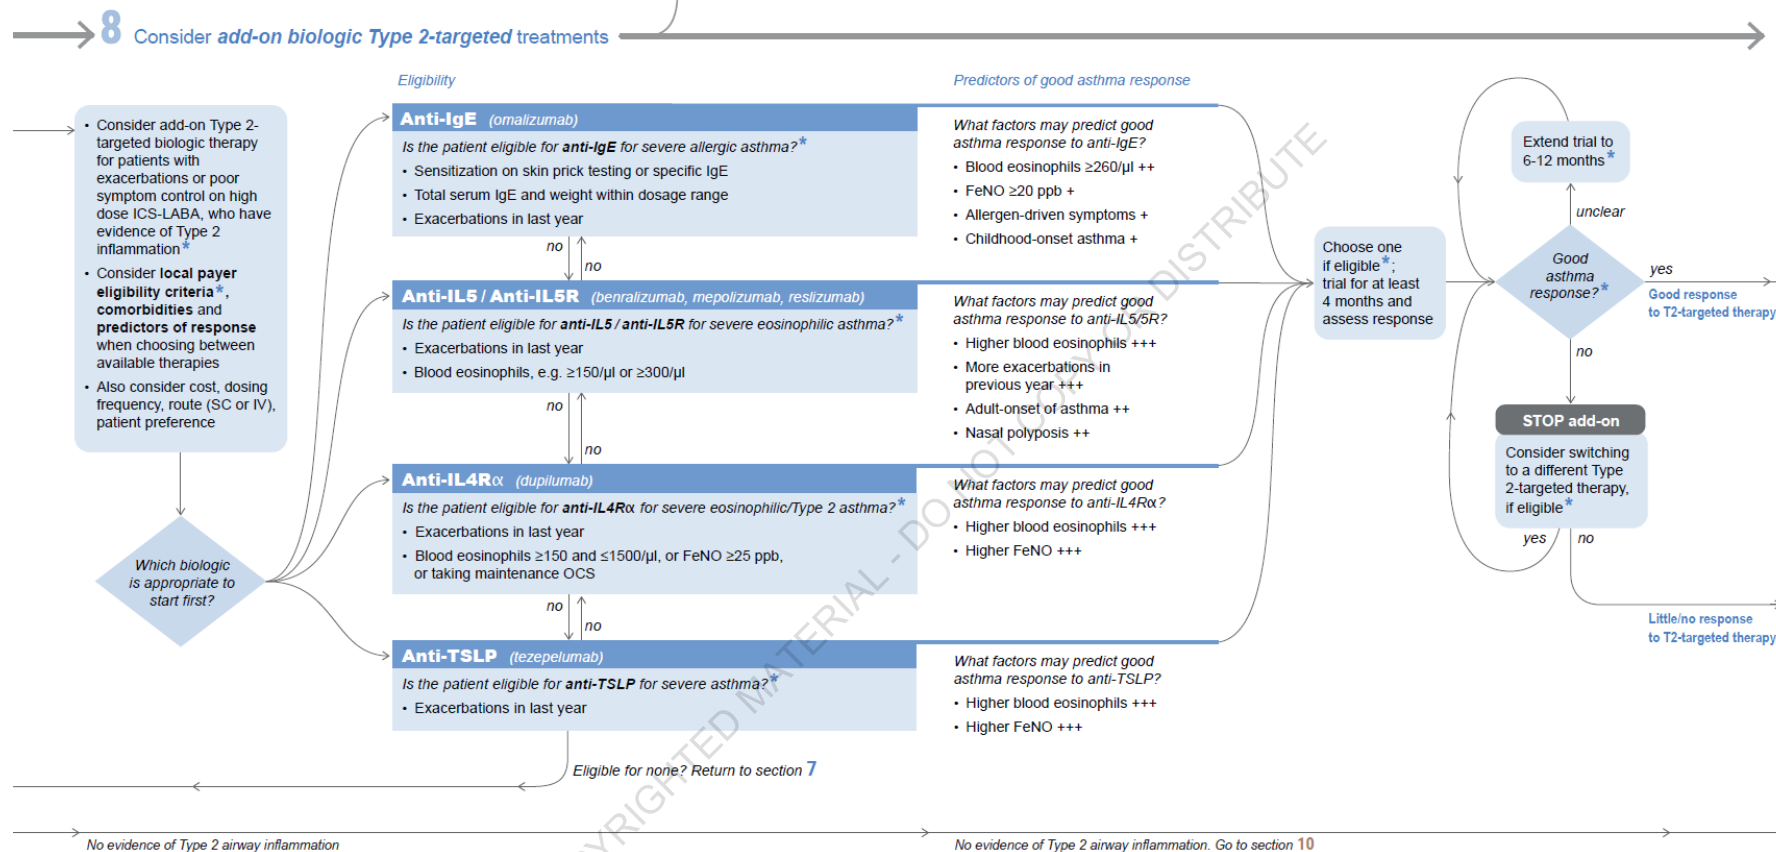 8 Consider add-on biologic Type 2-targeted treatments
Eligibility
Predictors of good asthma response
• Consider add-on Type 2-
targeted biologic therapy
for patients with
exacerbations or poor
symptom control on high
dose ICS-LABA, who have
evidence of Type 2
inflammation*
• Consider local payer
eligibility criteria*,
comorbidities and
predictors of response
when choosing between
available therapies
• Also consider cost, dosing
frequency, route (SC or IV),
patient preference
Which biologic
is appropriate to
start first?
Anti-IgE (omalizumab)
Is the patient eligible for anti-IgE for severe allergic asthma?*
• Sensitization on skin prick testing or specific IgE
• Total serum IgE and weight within dosage range
• Exacerbations in last year
no
no
What factors may predict good
asthma response to anti-IgE?
• Blood eosinophils ≥260/µl ++
• FeNO ≥20 ppb +
• Allergen-driven symptoms +
• Childhood-onset asthma +
Anti-IL5 / Anti-IL5R (benralizumab, mepolizumab, reslizumab)
Is the patient eligible for anti-IL5 / anti-IL5R for severe eosinophilic asthma?*
• Exacerbations in last year
• Blood eosinophils, e.g. ≥150/µl or ≥300/µl
no
no
What factors may predict good
asthma response to anti-IL5/5R?
• Higher blood eosinophils +++
• More exacerbations in
previous year +++
• Adult-onset of asthma ++
• Nasal polyposis ++
Anti-IL4Rα (dupilumab)
Is the patient eligible for anti-IL4Rα for severe eosinophilic/Type 2 asthma?*
• Exacerbations in last year
• Blood eosinophils ≥150 and ≤1500/µl, or FeNO ≥25 ppb,
or taking maintenance OCS
no
no
What factors may predict good
asthma response to anti-IL4Rα?
• Higher blood eosinophils +++
• Higher FeNO +++
Anti-TSLP (tezepelumab)
Is the patient eligible for anti-TSLP for severe asthma?*
• Exacerbations in last year
What factors may predict good
asthma response to anti-TSLP?
• Higher blood eosinophils +++
• Higher FeNO +++
Eligible for none? Return to section 7
Choose one
if eligible*;
trial for at least
4 months and
assess response
Extend trial to
6-12 months*
unclear
Good
asthma
response?*
yes
Good response
to T2-targeted therapy
no
STOP add-on
Consider switching
to a different Type
2-targeted therapy,
if eligible*
yes
no
Little/no response
to T2-targeted therapy
No evidence of Type 2 airway inflammation
No evidence of Type 2 airway inflammation. Go to section 10
YRIGHTED MATERIAL - DO NOT COPY OR DISTRIBUTE